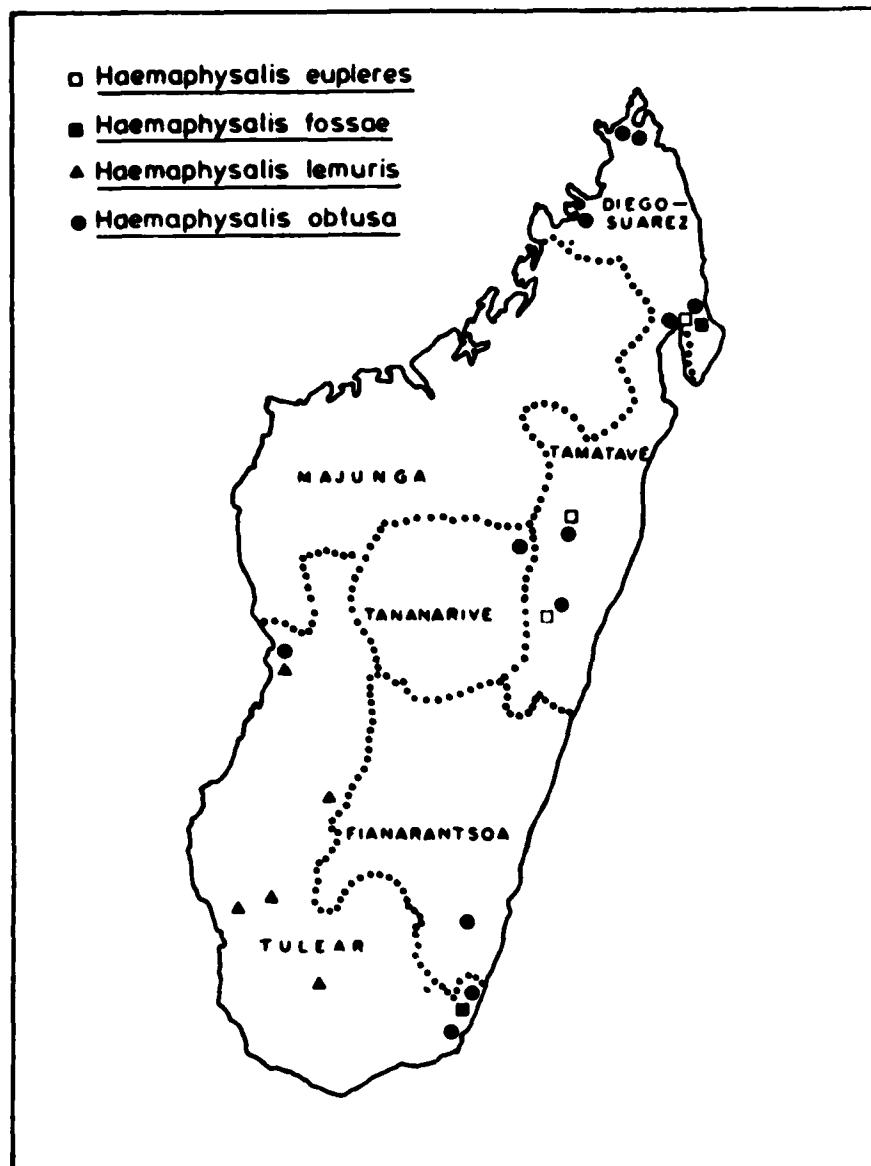 Haemaphysalis eupleres
Haemaphysalis fossae
Haemaphysalis lemuris
Haemaphysalis obtusa
DIEGO-
SUAREZ
TAMATAVE
MAJUNGA
TANANARIVE
FIANARANTSOA
TULEAR